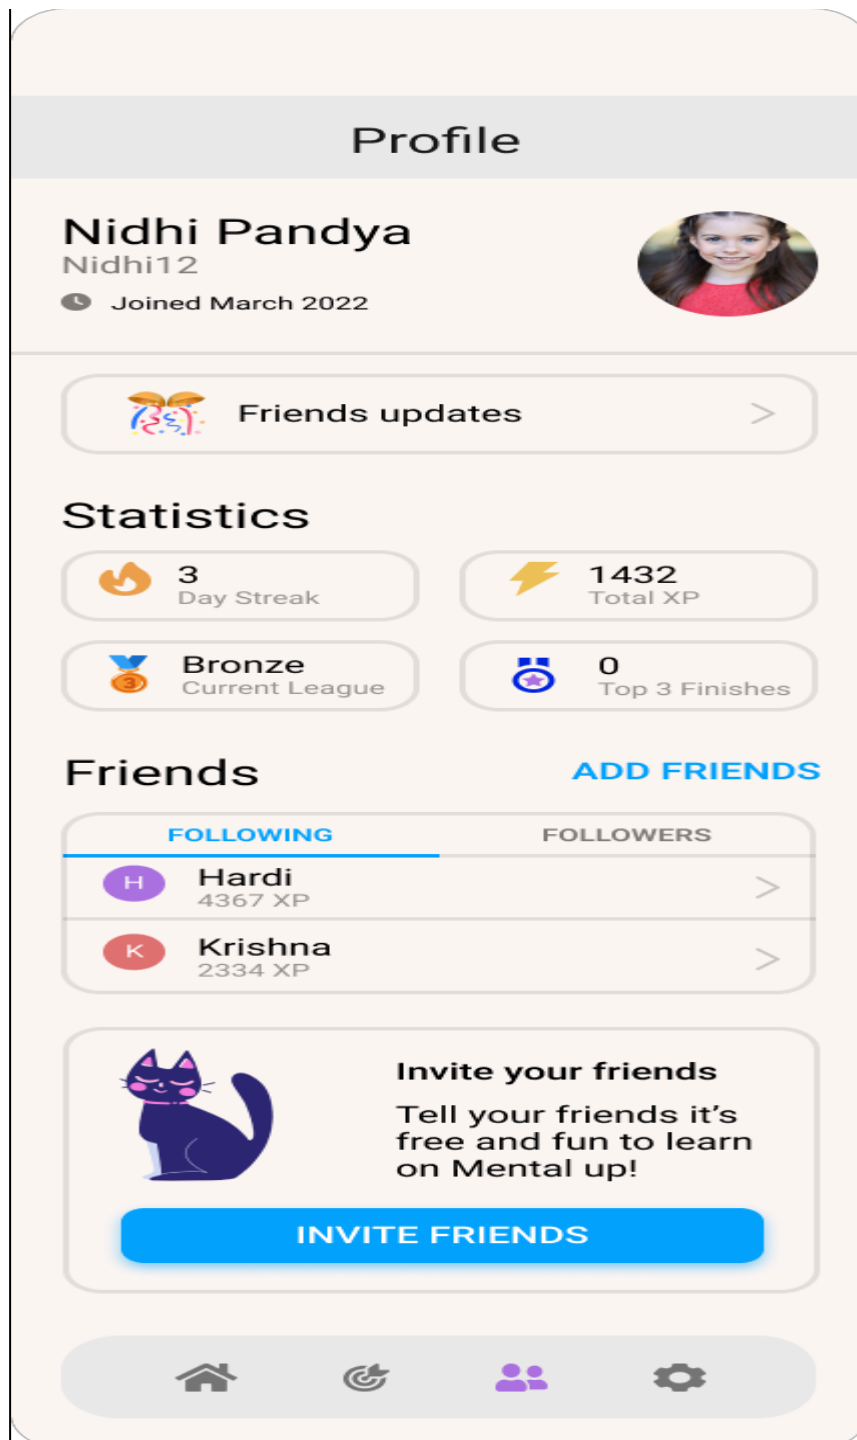 Profile
Nidhi Pandya
Nidhi12
Joined March 2022
Friends updates
Statistics
3
Day Streak
1432
Total XP
3
Bronze
Current League
0
Top 3 Finishes
Friends
ADD FRIENDS
FOLLOWING
FOLLOWERS
H
Hardi
4367 XP
K
Krishna
2334 XP
Invite your friends
Tell your friends it's
free and fun to learn
on Mental up!
INVITE FRIENDS